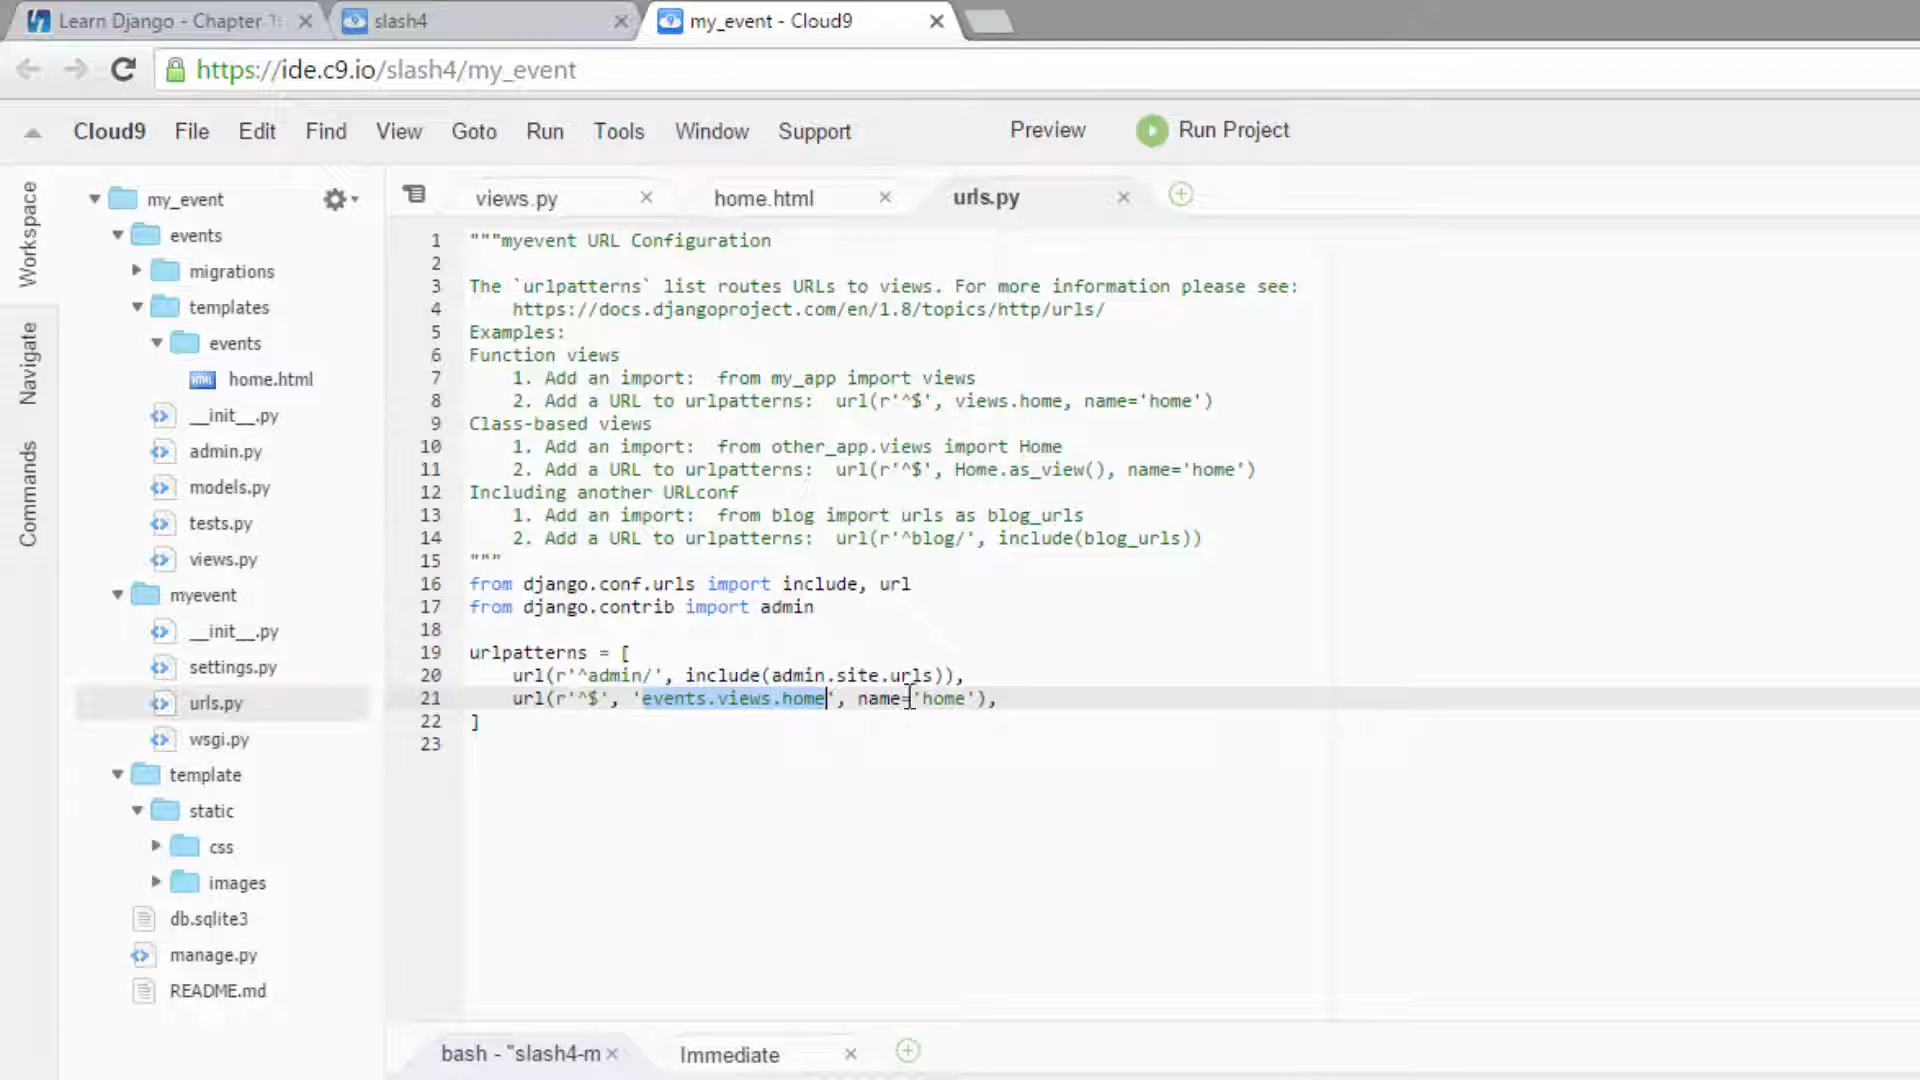 Learn Django - Chapter 1:
slash4
my_event - Cloud9
https://ide.c9.io/slash4/my_event
Cloud9 File Edit Find View Goto Run Tools Window Support Preview Run Project
Workspace
Navigate
Commands
my_event
events
migrations
templates
events
HTML
home.html
__init__.py
admin.py
models.py
tests.py
views.py
myevent
__init__.py
settings.py
urls.py
wsgi.py
template
static
css
images
db.sqlite3
manage.py
README.md
views.py home.html urls.py
1 """myevent URL Configuration
2
3 The `urlpatterns` list routes URLs to views. For more information please see:
4 https://docs.djangoproject.com/en/1.8/topics/http/urls/
5 Examples:
6 Function views
7 1. Add an import:  from my_app import views
8 2. Add a URL to urlpatterns:  url(r'^$', views.home, name='home')
9 Class-based views
10 1. Add an import:  from other_app.views import Home
11 2. Add a URL to urlpatterns:  url(r'^$', Home.as_view(), name='home')
12 Including another URLconf
13 1. Add an import:  from blog import urls as blog_urls
14 2. Add a URL to urlpatterns:  url(r'^blog/', include(blog_urls))
15 """
16 from django.conf.urls import include, url
17 from django.contrib import admin
18
19 urlpatterns = [
20 url(r'^admin/', include(admin.site.urls)),
21 url(r'^$', 'events.views.home', name='home'),
22 ]
23
bash - "slash4-m Immediate